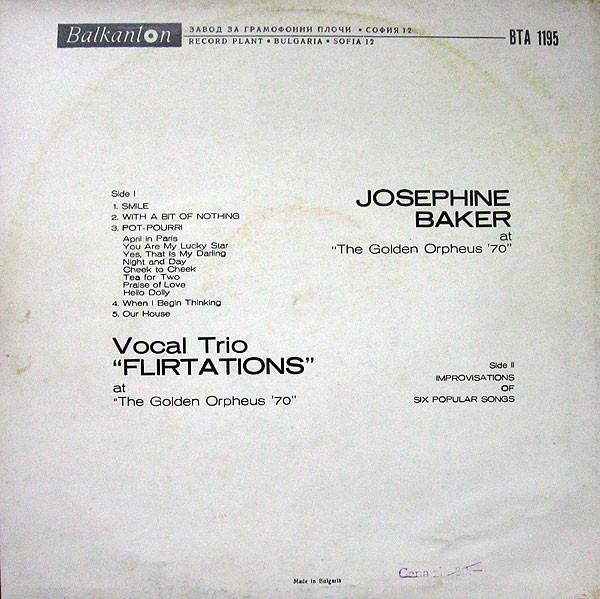 Balkanton
ЗАВОД ЗА ГРАМОФОННИ ПЛОЧИ • СОФИЯ 12
RECORD PLANT • BULGARIA • SOFIA 12
BTA 1195
Side I
1. SMILE
2. WITH A BIT OF NOTHING
3. POT-POURRI
April in Paris
You Are My Lucky Star
Yes, That Is My Darling
Night and Day
Cheek to Cheek
Tea for Two
Praise of Love
Hello Dolly
4. When I Begin Thinking
5. Our House
JOSEPHINE
BAKER
at
"The Golden Orpheus '70"
Vocal Trio
"FLIRTATIONS"
at
"The Golden Orpheus '70"
Side II
IMPROVISATIONS
OF
SIX POPULAR SONGS
Made in Bulgaria
Cena zł.